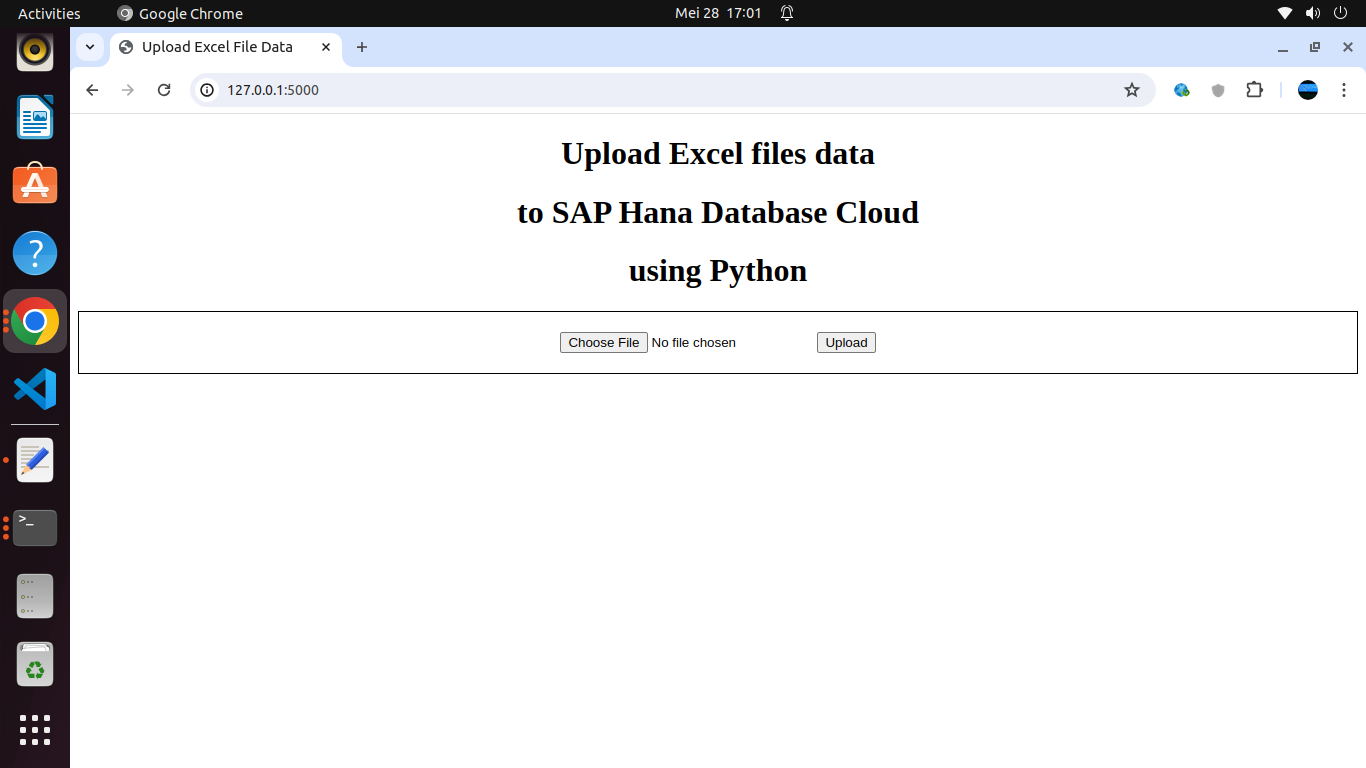 Activities
Google Chrome
Mei 28 17:01
Upload Excel File Data
127.0.0.1:5000
Upload Excel files data
to SAP Hana Database Cloud
using Python
Choose File No file chosen
Upload
>_